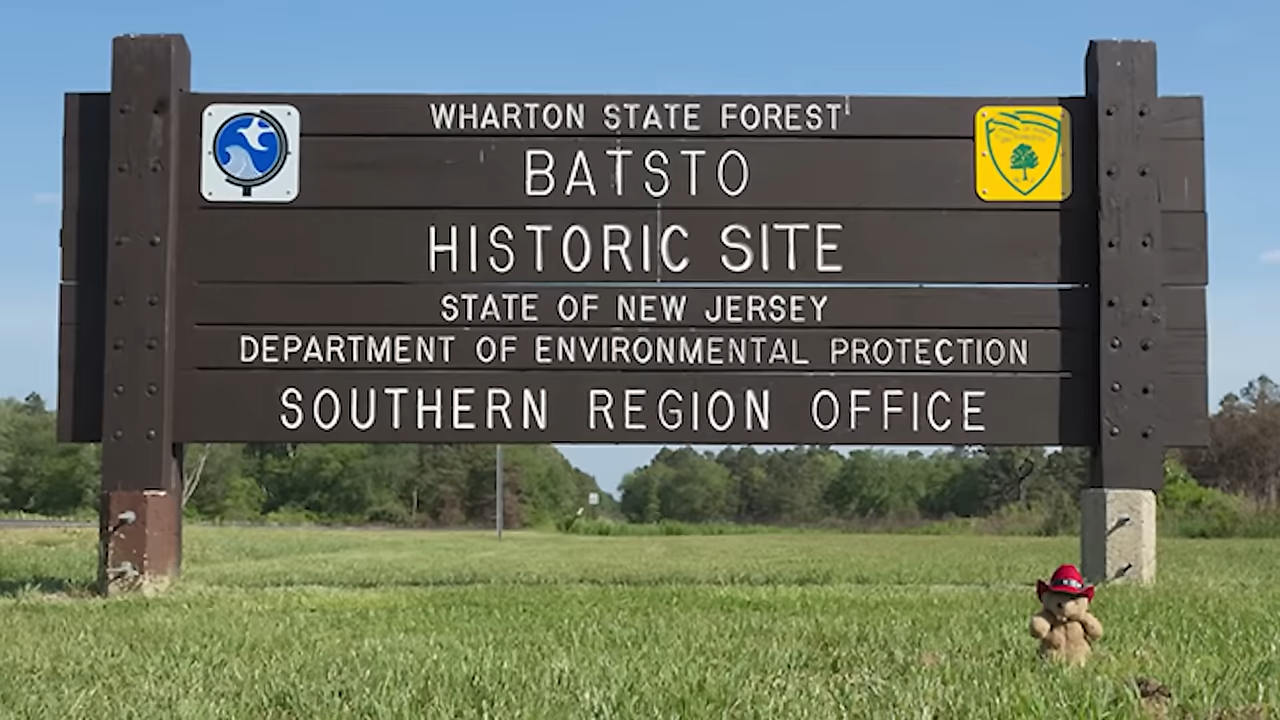 WHARTON STATE FOREST
BATSTO
HISTORIC SITE
STATE OF NEW JERSEY
DEPARTMENT OF ENVIRONMENTAL PROTECTION
SOUTHERN REGION OFFICE